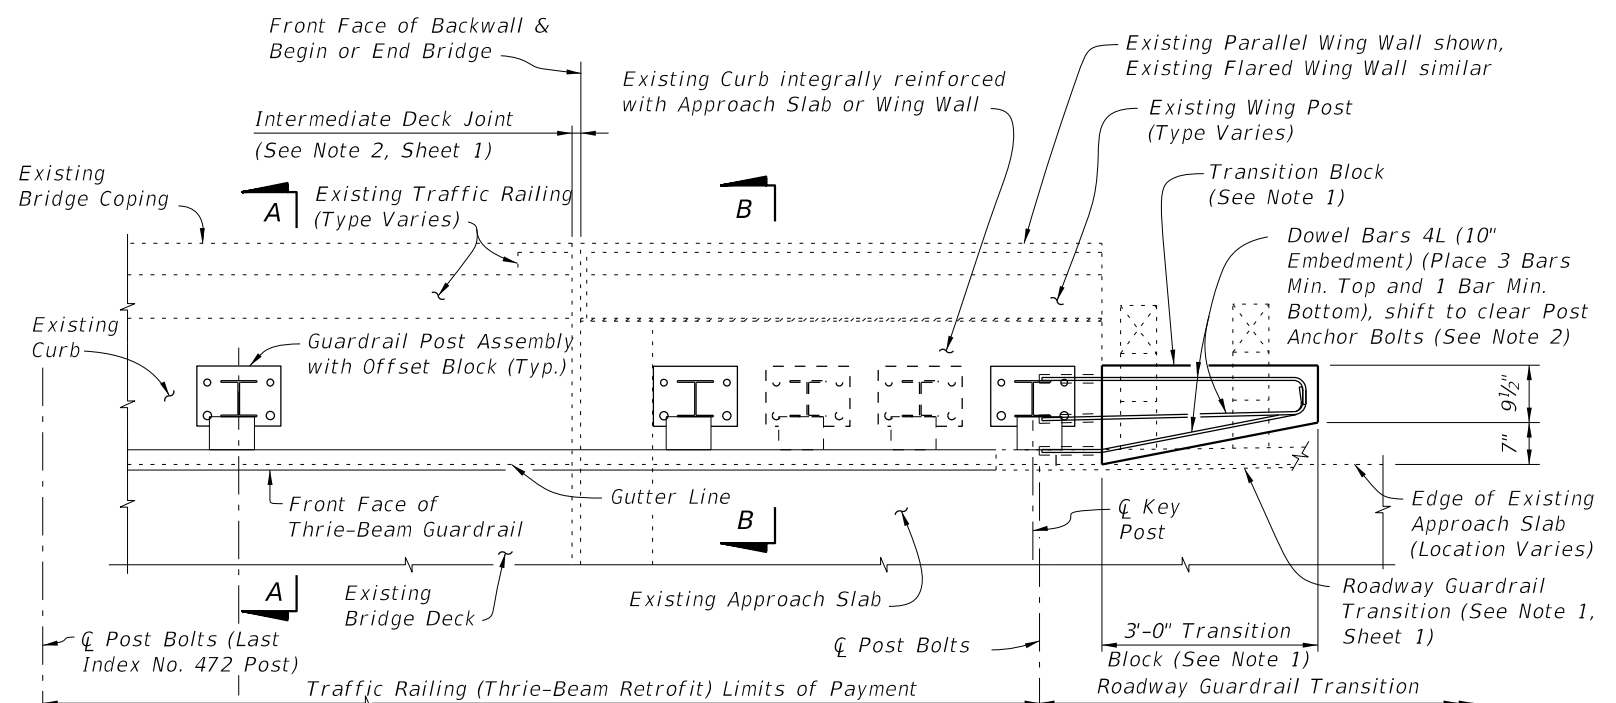 Front Face of Backwall &
Begin or End Bridge
Existing Parallel Wing Wall shown,
Existing Flared Wing Wall similar
Existing Curb integrally reinforced
with Approach Slab or Wing Wall
Existing Wing Post
(Type Varies)
Intermediate Deck Joint
(See Note 2, Sheet 1)
Existing
Bridge Coping
A
Existing Traffic Railing
(Type Varies)
B
Transition Block
(See Note 1)
Dowel Bars 4L (10"
Embedment) (Place 3 Bars
Min. Top and 1 Bar Min.
Bottom), shift to clear Post
Anchor Bolts (See Note 2)
Existing
Curb
Guardrail Post Assembly
with Offset Block (Typ.)
9½"
7"
Front Face of
Thrie-Beam Guardrail
Gutter Line
B
℄ Key
Post
Edge of Existing
Approach Slab
(Location Varies)
A
Existing
Bridge Deck
Existing Approach Slab
Roadway Guardrail
Transition (See Note 1,
Sheet 1)
℄ Post Bolts (Last
Index No. 472 Post)
℄ Post Bolts
3'-0" Transition
Block (See Note 1)
Traffic Railing (Thrie-Beam Retrofit) Limits of Payment
Roadway Guardrail Transition